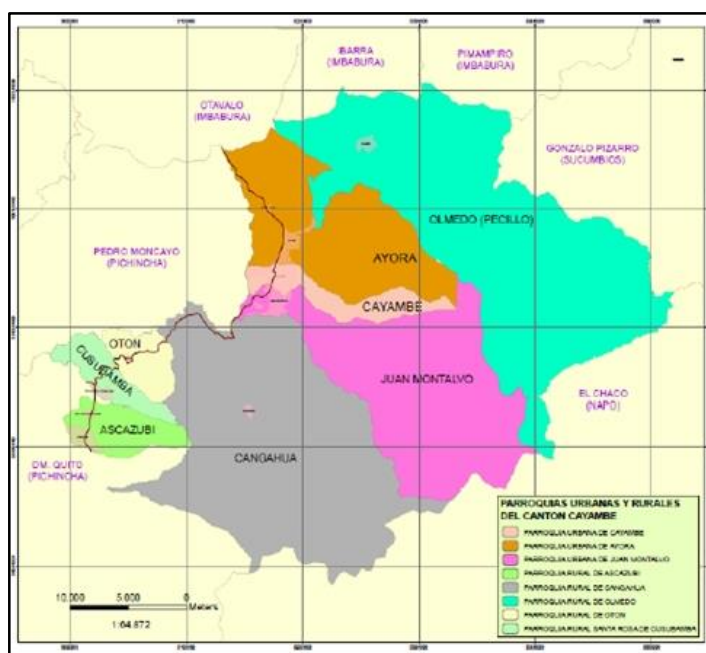 IBARRA
(IMBABURA)
PIMAMPIRO
(IMBABURA)
OTAVALO
(IMBABURA)
GONZALO PIZARRO
(SUCUMBIOS)
OLMEDO (PECILLO)
PEDRO MONCAYO
(PICHINCHA)
AYORA
CAYAMBE
OTON
CUSUBAMBA
JUAN MONTALVO
EL CHACO
(NAPO)
ASCAZUBI
CANGAHUA
DM. QUITO
(PICHINCHA)
PARROQUIAS URBANAS Y RURALES
DEL CANTON CAYAMBE
PARROQUIA URBANA DE CAYAMBE
PARROQUIA URBANA DE AYORA
PARROQUIA URBANA DE JUAN MONTALVO
PARROQUIA RURAL DE ASCAZUBI
PARROQUIA RURAL DE CANGAHUA
PARROQUIA RURAL DE OLMEDO
PARROQUIA RURAL DE OTON
PARROQUIA RURAL SANTA ROSA DE CUSUBAMBA
10.000 5.000 0
Meters
1:64.872